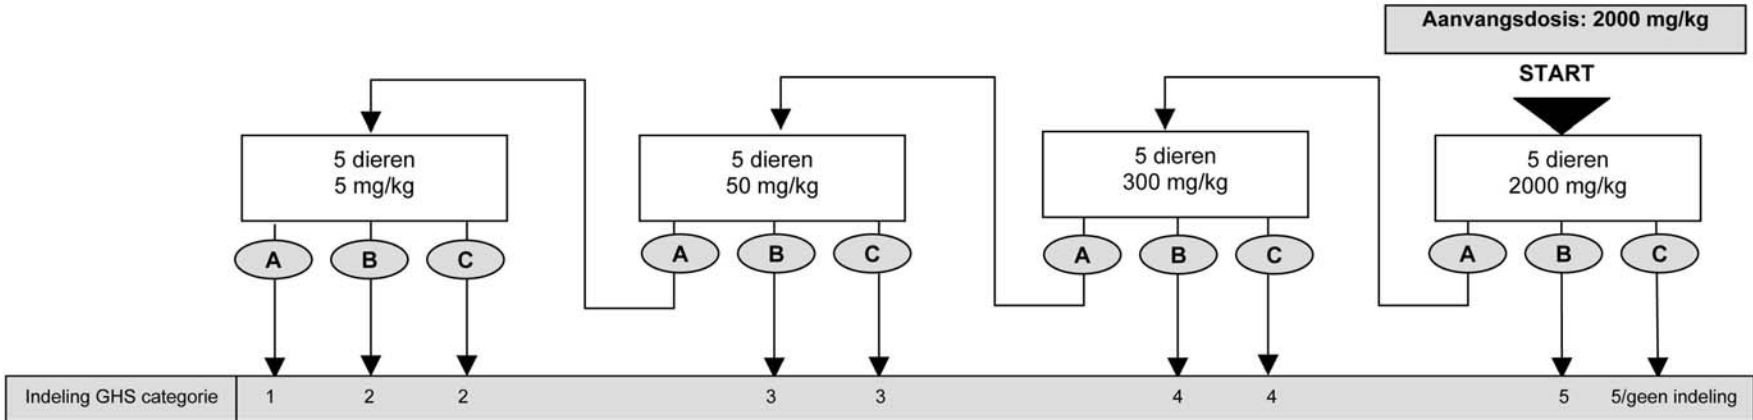 Aanvangsdosis: 2000 mg/kg
START
5 dieren
5 mg/kg
5 dieren
50 mg/kg
5 dieren
300 mg/kg
5 dieren
2000 mg/kg
A B C A B C A B C A B C
Indeling GHS categorie 1 2 2 3 3 4 4 5 5/geen indeling